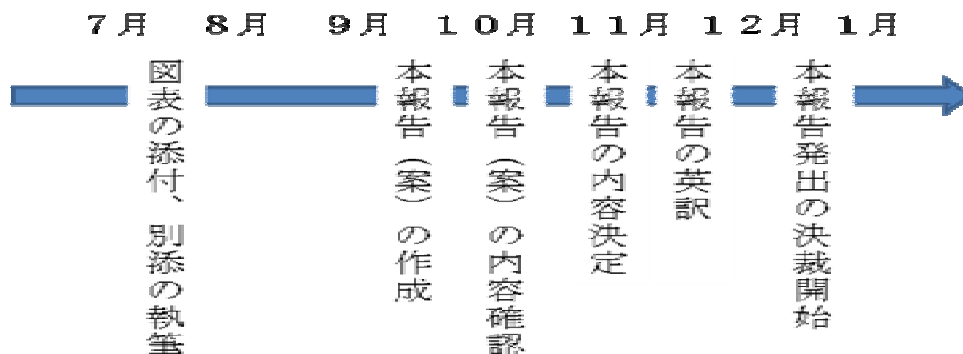 7月 8月 9月 10月 11月 12月 1月
図表の添付、別添の執筆
本報告（案）の作成
本報告（案）の内容確認
本報告の内容決定
本報告の英訳
本報告発出の決裁開始